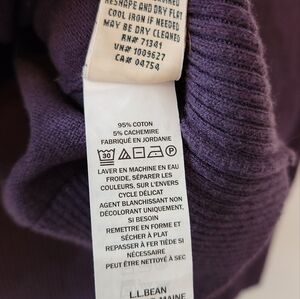 RESHAPE AND DRY FLAT
COOL IRON IF NEEDED
MAY BE DRY CLEANED
RN# 71341
VN# 1009627
CA# 04754
95% COTON
5% CACHEMIRE
FABRIQUÉ EN JORDANIE
30
P
LAVER EN MACHINE EN EAU
FROIDE, SÉPARER LES
COULEURS, SUR L'ENVERS
CYCLE DÉLICAT
AGENT BLANCHISSANT NON
DÉCOLORANT UNIQUEMENT,
SI BESOIN
REMETTRE EN FORME ET
SÉCHER À PLAT
REPASSER À FER TIÈDE SI
NÉCESSAIRE
PEUT ÊTRE NETTOYÉ À SEC
L.L.BEAN